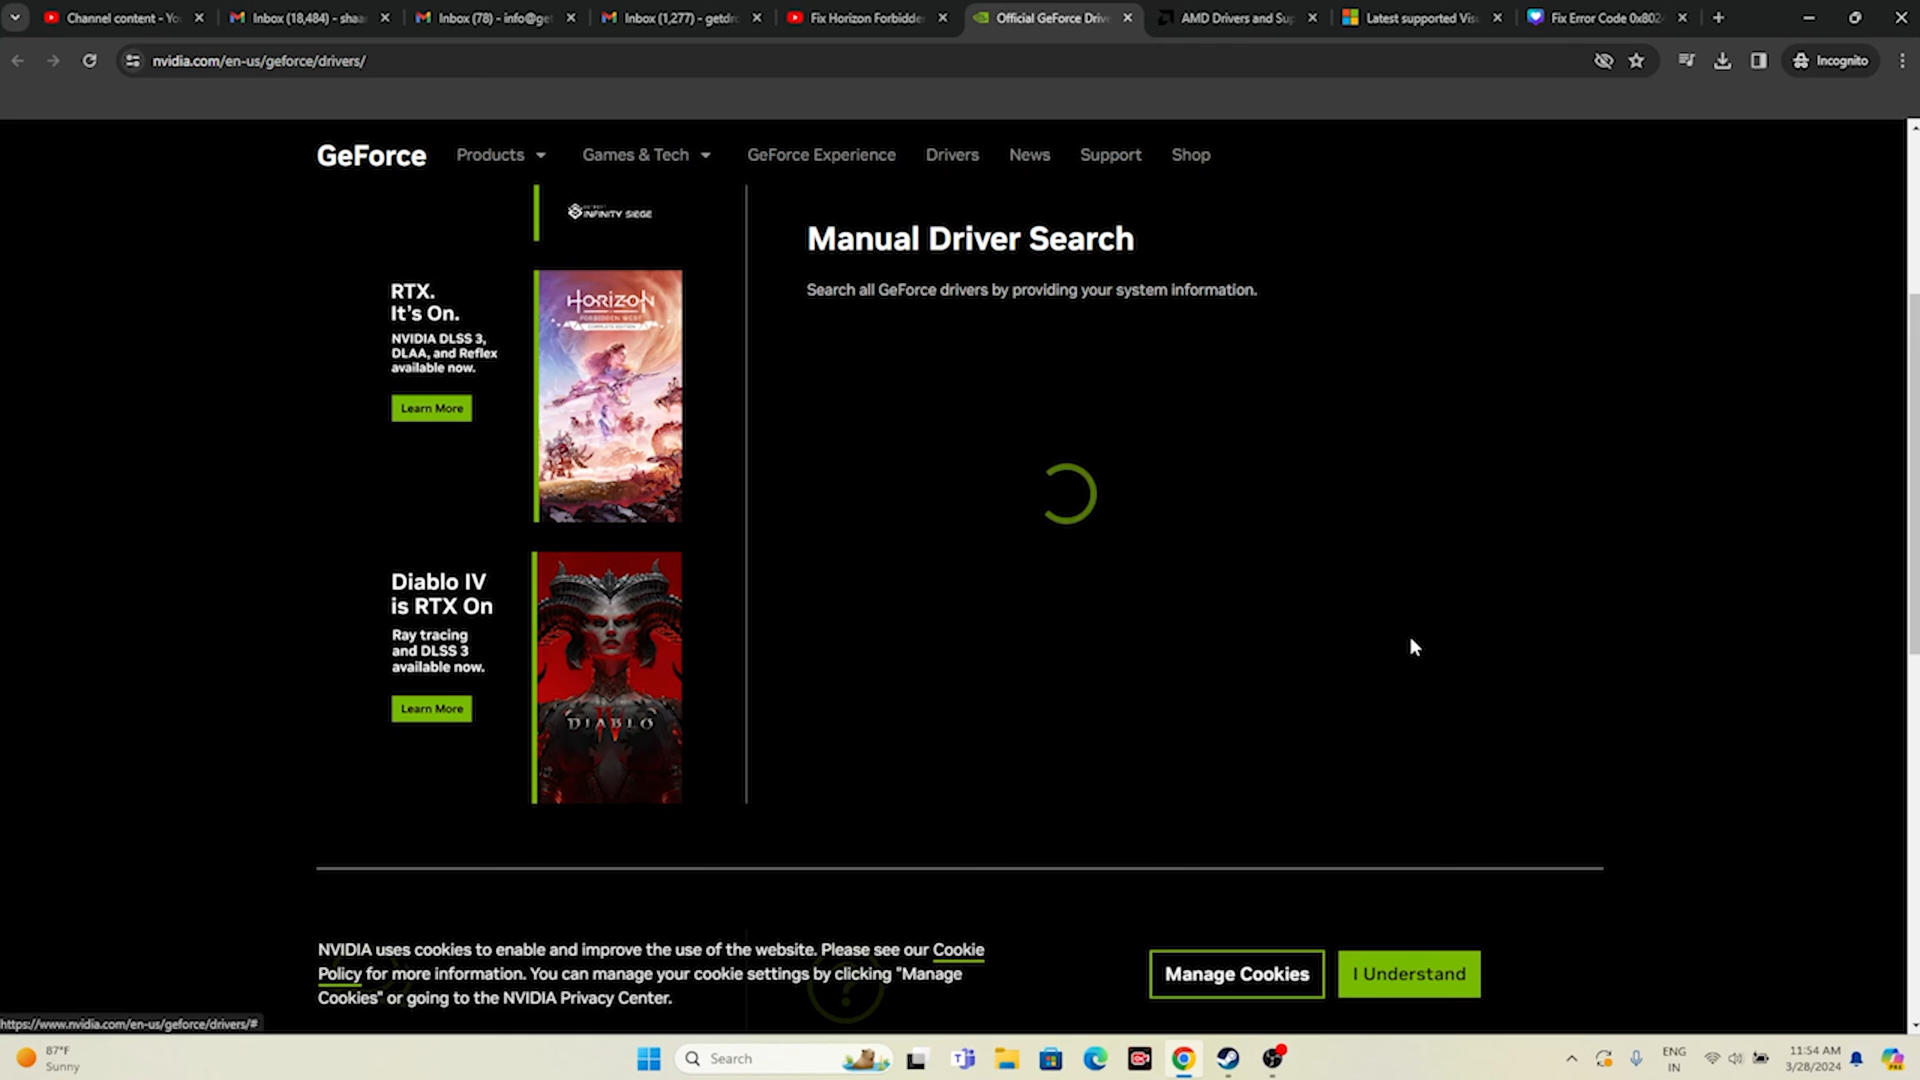 Channel content - Yo
Inbox (18,484) - shaa
Inbox (78) - info@get
Inbox (1,277) - getdro
Fix Horizon Forbidde
Official GeForce Drive
AMD Drivers and Sup
Latest supported Vis
Fix Error Code 0x802
nvidia.com/en-us/geforce/drivers/
Incognito
GeForce
Products
Games & Tech
GeForce Experience
Drivers
News
Support
Shop
INFINITY SIEGE
Manual Driver Search
Search all GeForce drivers by providing your system information.
RTX.
It's On.
NVIDIA DLSS 3,
DLAA, and Reflex
available now.
Learn More
HORIZON
FORBIDDEN WEST
COMPLETE EDITION
Diablo IV
is RTX On
Ray tracing
and DLSS 3
available now.
Learn More
DIABLO
IV
NVIDIA uses cookies to enable and improve the use of the website. Please see our Cookie
Policy for more information. You can manage your cookie settings by clicking "Manage
Cookies" or going to the NVIDIA Privacy Center.
Manage Cookies
I Understand
https://www.nvidia.com/en-us/geforce/drivers/#
87°F
Sunny
Search
ENG
IN
11:54 AM
3/28/2024
PRE